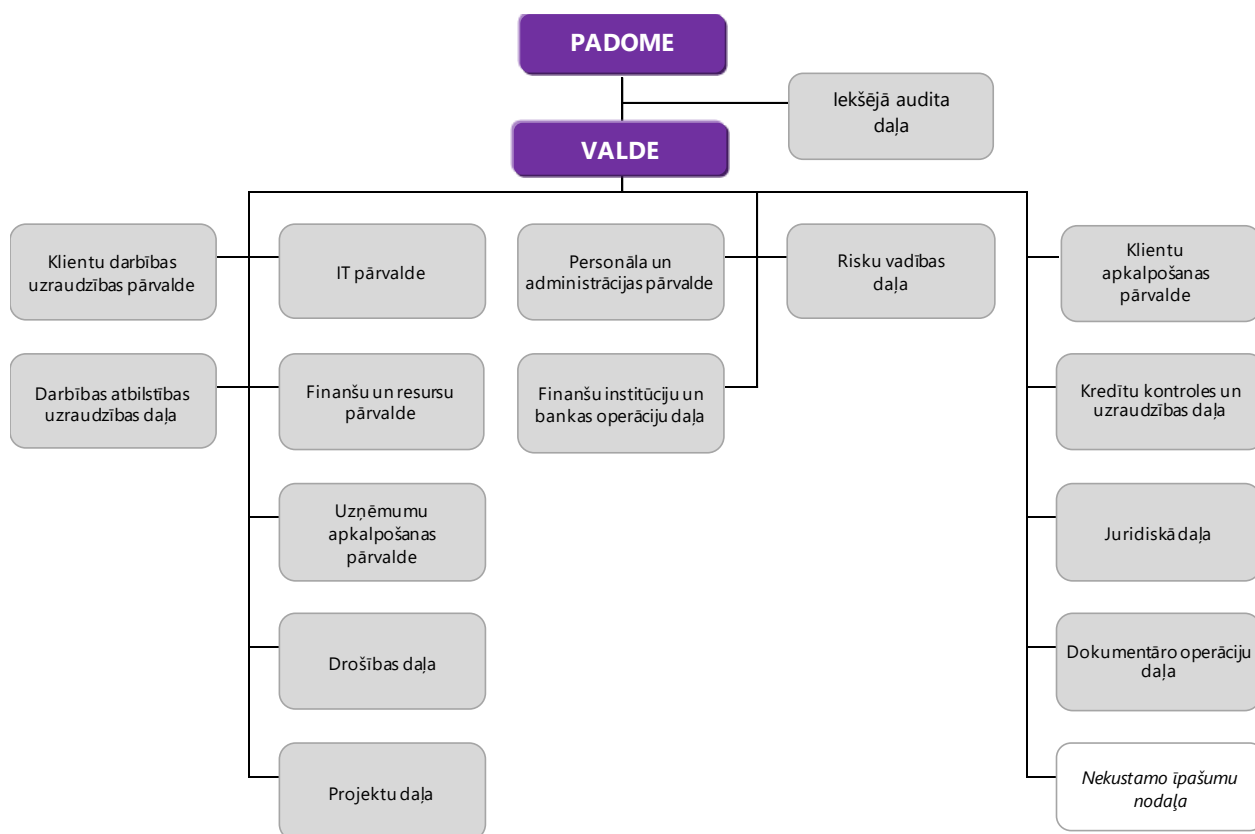 PADOME
Iekšējā audita
daļa
VALDE
Klientu darbības
uzraudzības pārvalde
IT pārvalde
Personāla un
administrācijas pārvalde
Risku vadības
daļa
Klientu
apkalpošanas
pārvalde
Darbības atbilstības
uzraudzības daļa
Finanšu un resursu
pārvalde
Finanšu institūciju un
bankas operāciju daļa
Kredītu kontroles un
uzraudzības daļa
Uzņēmumu
apkalpošanas
pārvalde
Juridiskā daļa
Drošības daļa
Dokumentāro operāciju
daļa
Projektu daļa
Nekustamo īpašumu
nodaļa